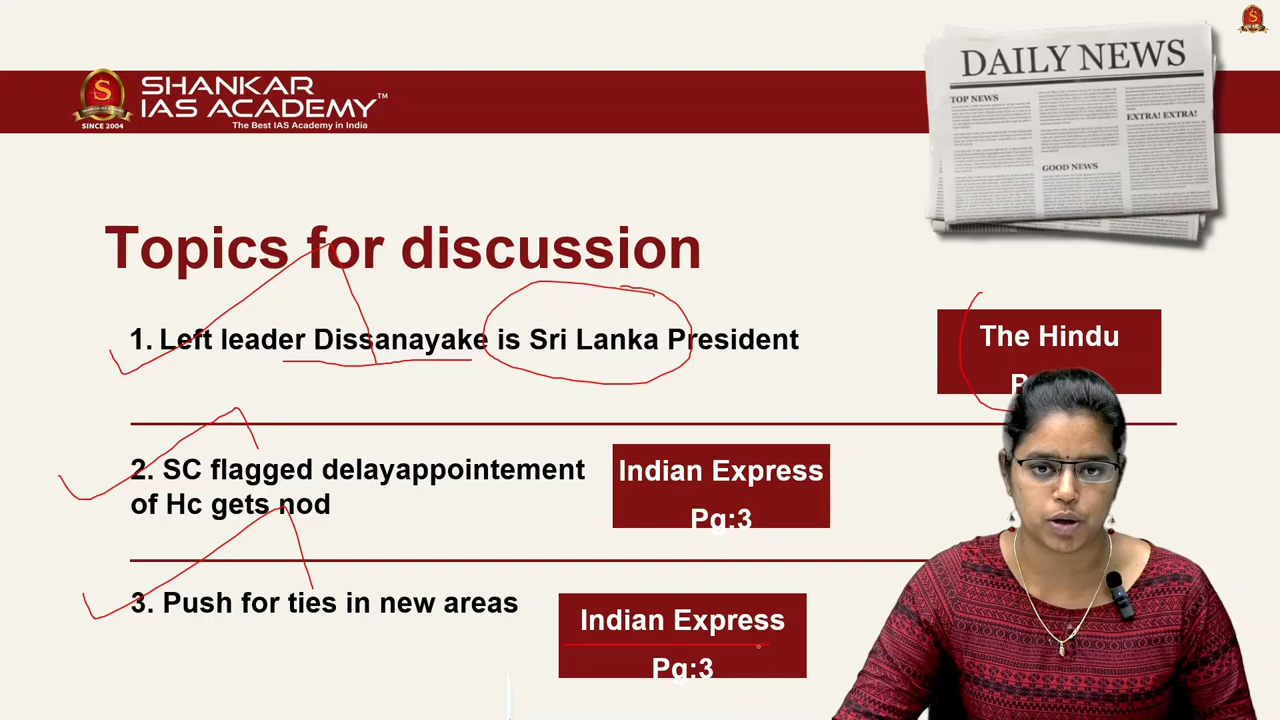 SHANKAR
IAS ACADEMY™
The Best IAS Academy in India
SINCE 2004
DAILY NEWS
TOP NEWS
EXTRA! EXTRA!
GOOD NEWS
Topics for discussion
1. Left leader Dissanayake is Sri Lanka President
The Hindu
2. SC flagged delayappointement
of Hc gets nod
Indian Express
Pg:3
3. Push for ties in new areas
Indian Express
Pg:3